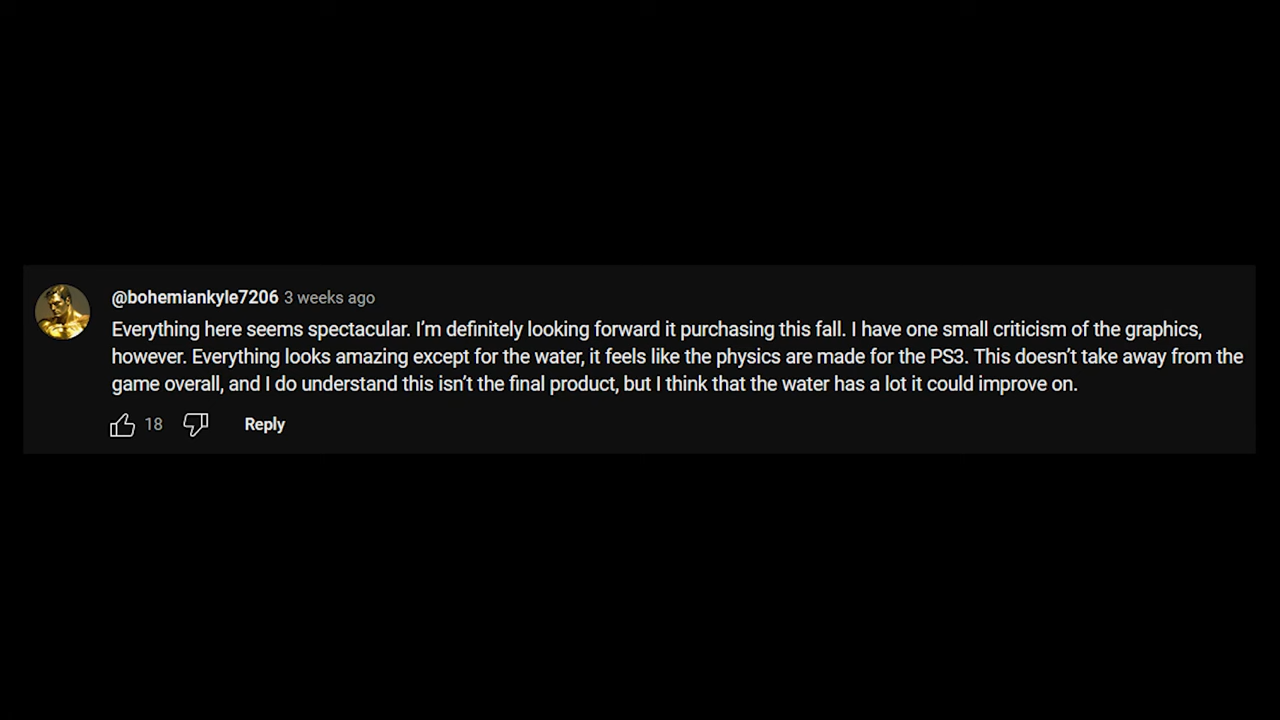 @bohemiankyle7206 3 weeks ago
Everything here seems spectacular. I’m definitely looking forward it purchasing this fall. I have one small criticism of the graphics,
however. Everything looks amazing except for the water, it feels like the physics are made for the PS3. This doesn’t take away from the
game overall, and I do understand this isn’t the final product, but I think that the water has a lot it could improve on.
18 Reply